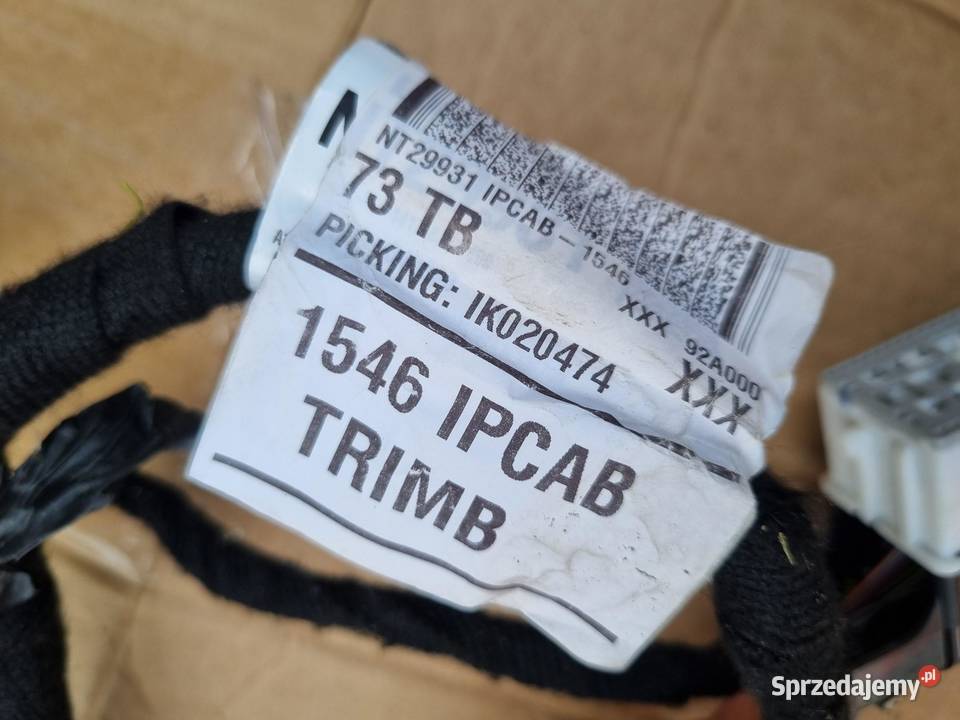 N
NT29931 IPCAB-1546 XXX 92A000
73 TB XXX
PICKING: IK020474
1546 IPCAB
TRIMB
Sprzedajemy.pl